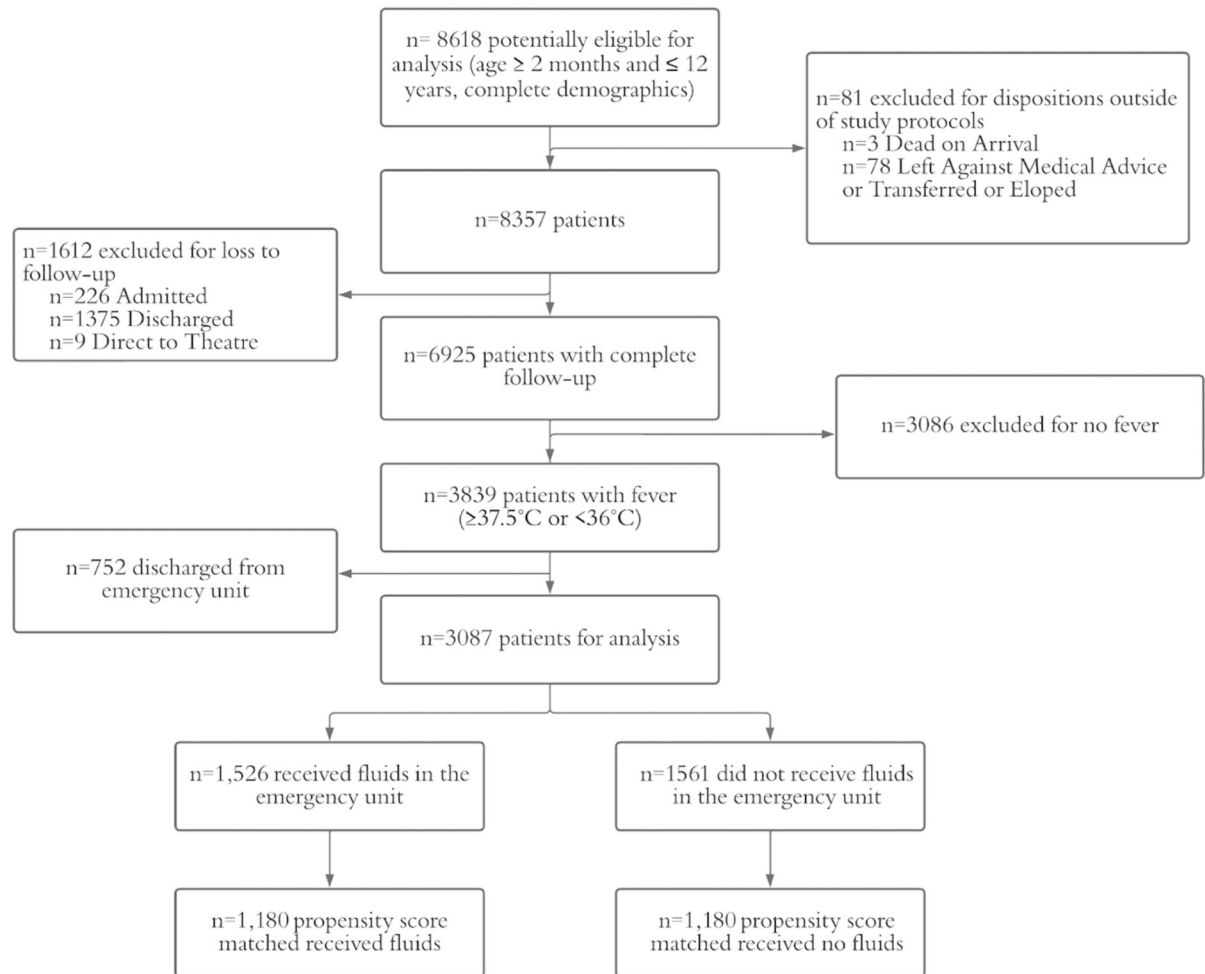 n= 8618 potentially eligible for
analysis (age ≥ 2 months and ≤ 12
years, complete demographics)
n=81 excluded for dispositions outside
of study protocols
n=3 Dead on Arrival
n=78 Left Against Medical Advice
or Transferred or Eloped
n=8357 patients
n=1612 excluded for loss to
follow-up
n=226 Admitted
n=1375 Discharged
n=9 Direct to Theatre
n=6925 patients with complete
follow-up
n=3086 excluded for no fever
n=3839 patients with fever
(≥37.5°C or <36°C)
n=752 discharged from
emergency unit
n=3087 patients for analysis
n=1,526 received fluids in the
emergency unit
n=1561 did not receive fluids
in the emergency unit
n=1,180 propensity score
matched received fluids
n=1,180 propensity score
matched received no fluids